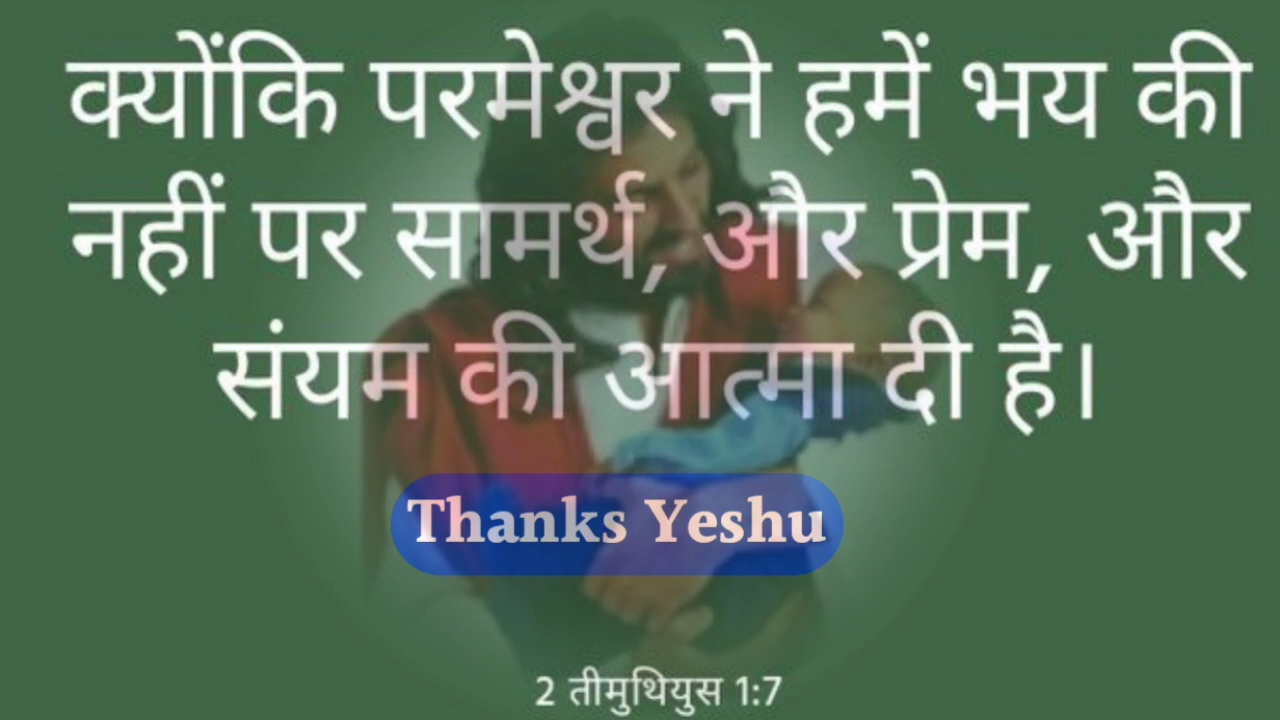 क्योंकि परमेश्वर ने हमें भय की
नहीं पर सामर्थ, और प्रेम, और
संयम की आत्मा दी है।
Thanks Yeshu
2 तीमुथियुस 1:7